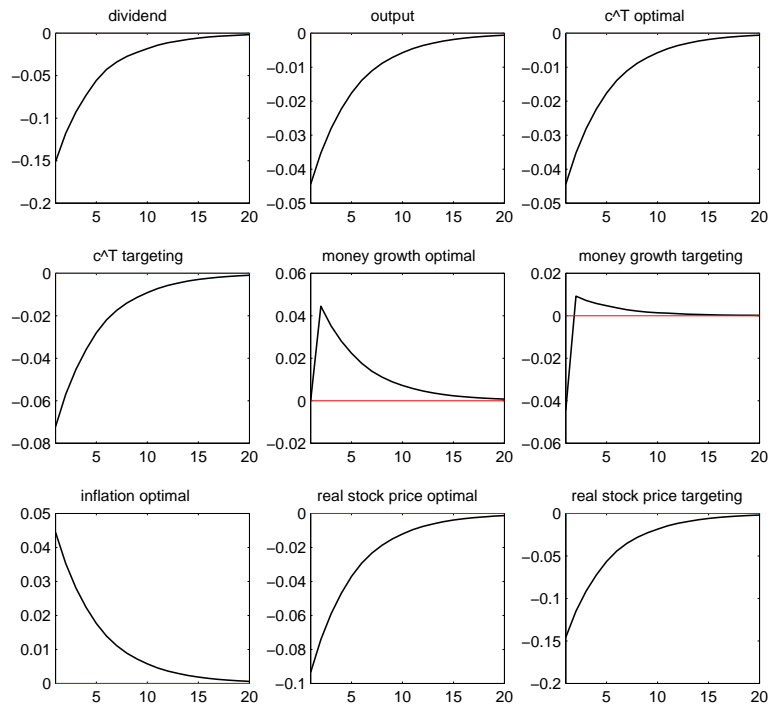 dividend
output
c^T optimal
0
−0.05
−0.1
−0.15
−0.2
5 10 15 20
0
−0.01
−0.02
−0.03
−0.04
−0.05
5 10 15 20
0
−0.01
−0.02
−0.03
−0.04
−0.05
5 10 15 20
c^T targeting
money growth optimal
money growth targeting
0
−0.02
−0.04
−0.06
−0.08
5 10 15 20
0.06
0.04
0.02
0
−0.02
5 10 15 20
0.02
0
−0.02
−0.04
−0.06
5 10 15 20
inflation optimal
real stock price optimal
real stock price targeting
0.05
0.04
0.03
0.02
0.01
0
5 10 15 20
0
−0.02
−0.04
−0.06
−0.08
−0.1
5 10 15 20
0
−0.05
−0.1
−0.15
−0.2
5 10 15 20